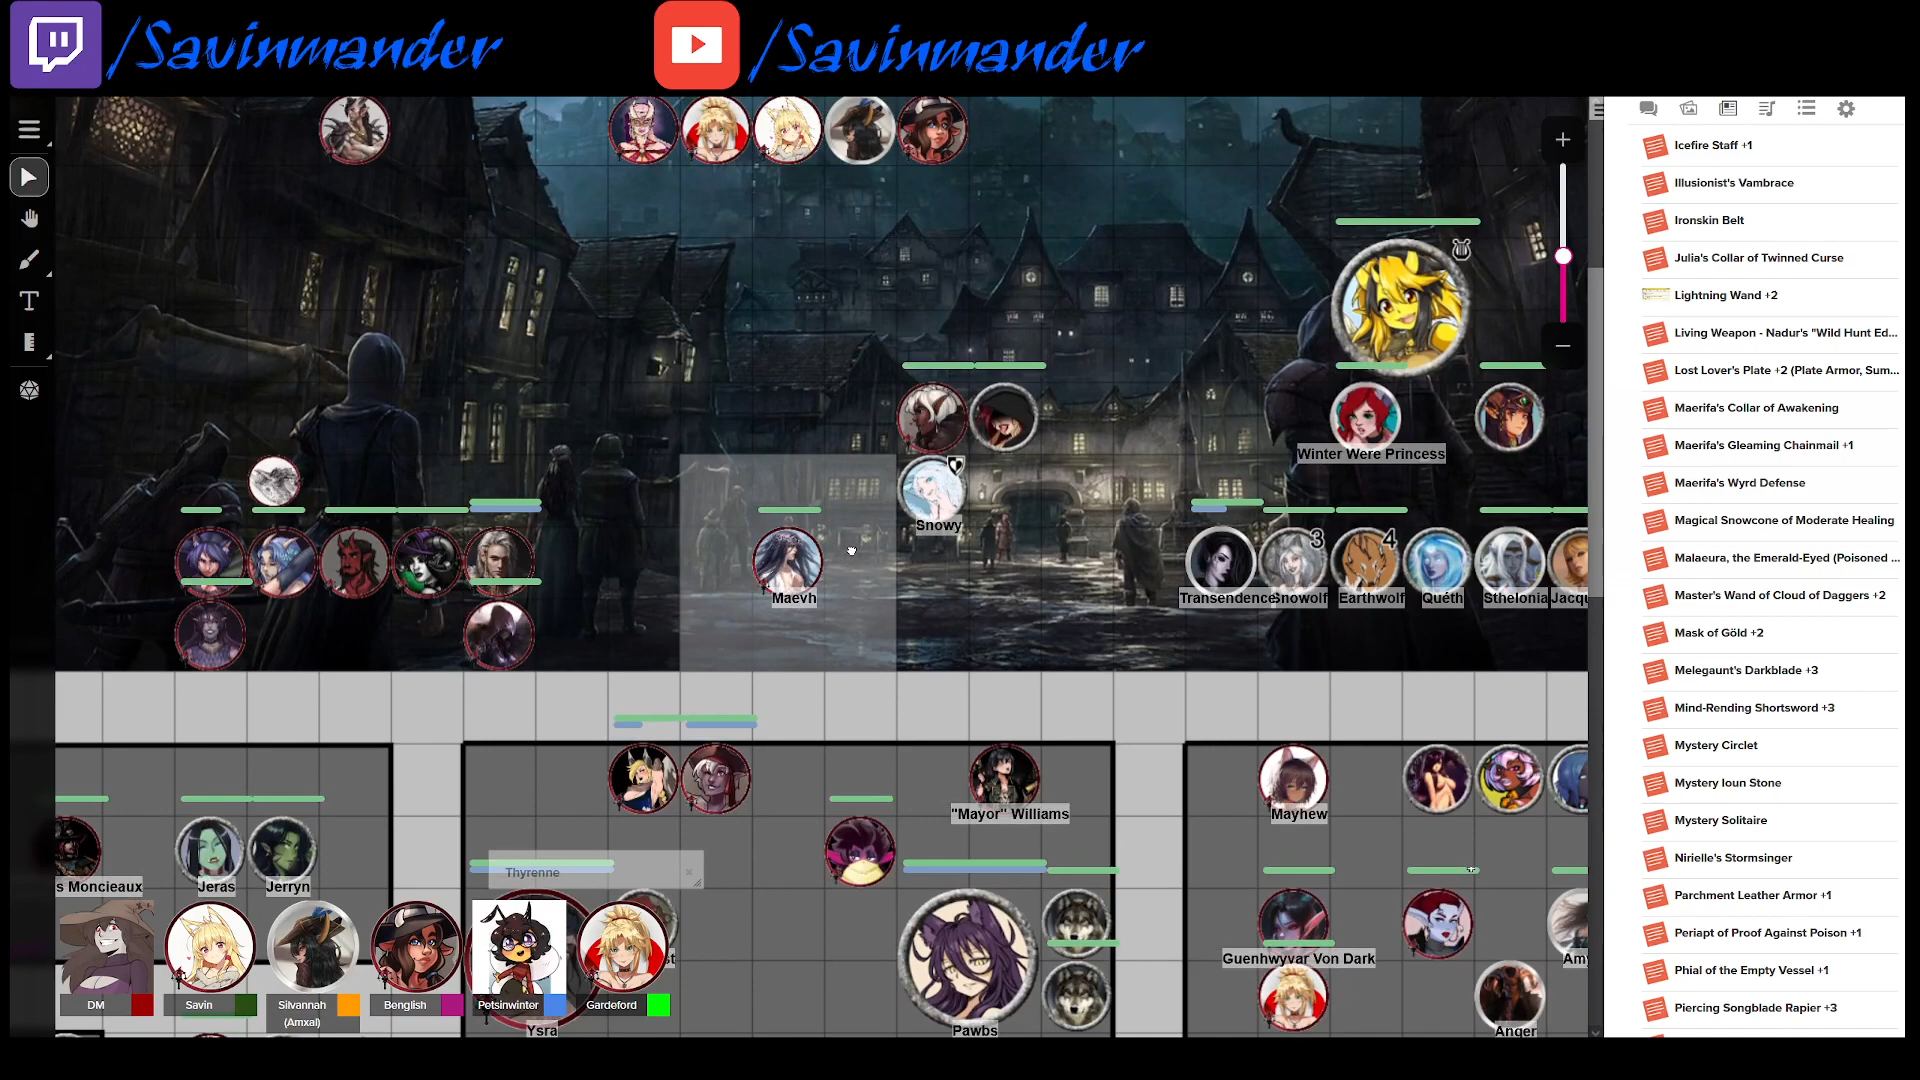 /Savinmander
/Savinmander
Icefire Staff +1
Illusionist's Vambrace
Ironskin Belt
Julia's Collar of Twinned Curse
Lightning Wand +2
Living Weapon - Nadur's "Wild Hunt Ed...
Lost Lover's Plate +2 (Plate Armor, Sum...
Maerifa's Collar of Awakening
Maerifa's Gleaming Chainmail +1
Maerifa's Wyrd Defense
Magical Snowcone of Moderate Healing
Malaeura, the Emerald-Eyed (Poisoned ...
Master's Wand of Cloud of Daggers +2
Mask of Göld +2
Melegaunt's Darkblade +3
Mind-Rending Shortsword +3
Mystery Circlet
Mystery Ioun Stone
Mystery Solitaire
Nirielle's Stormsinger
Parchment Leather Armor +1
Periapt of Proof Against Poison +1
Phial of the Empty Vessel +1
Piercing Songblade Rapier +3
Winter Were Princess
Snowy
3
4
Maevh
Transendence
Snowolf
Earthwolf
Quéth
Sthelonia
Jacqu
"Mayor" Williams
Mayhew
Thyrenne
s Moncieaux
Jeras
Jerryn
Guenhwyvar Von Dark
Am
DM
Savin
Silvannah
(Amxal)
Benglish
Petsinwinter
Gardeford
st
Ysra
Pawbs
Anger